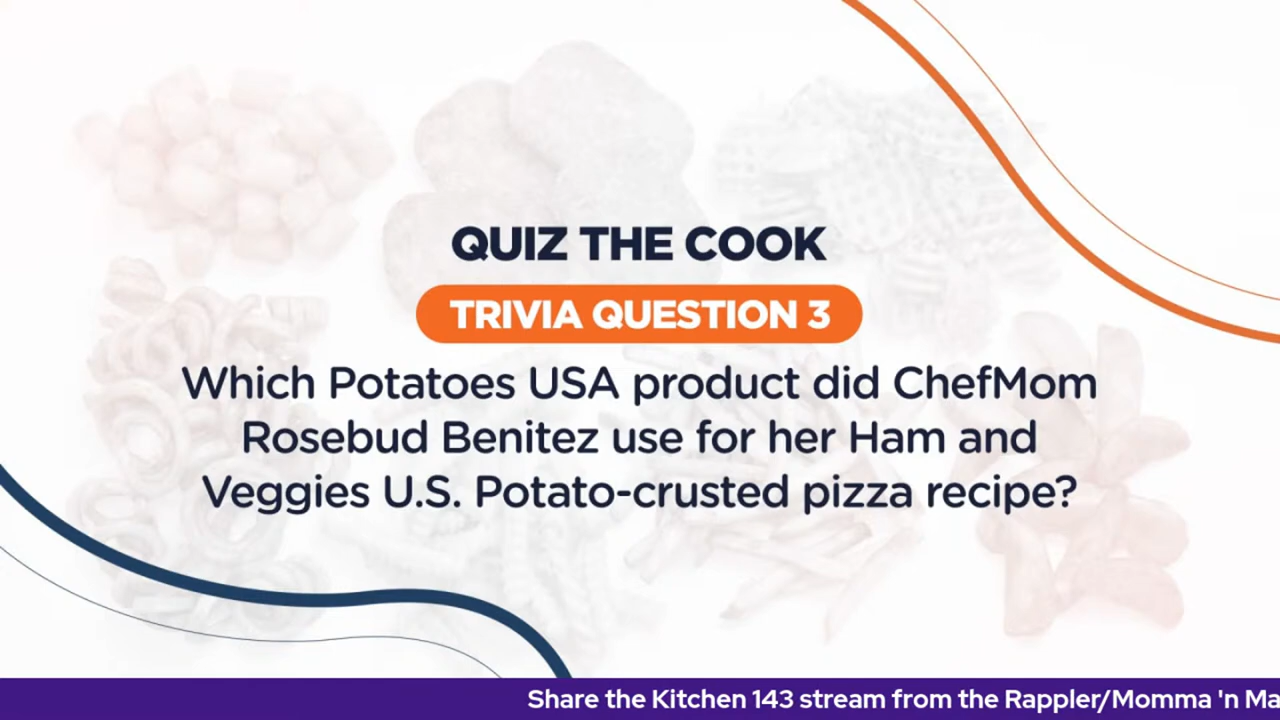 QUIZ THE COOK
TRIVIA QUESTION 3
Which Potatoes USA product did ChefMom
Rosebud Benitez use for her Ham and
Veggies U.S. Potato-crusted pizza recipe?
Share the Kitchen 143 stream from the Rappler/Momma 'n Ma